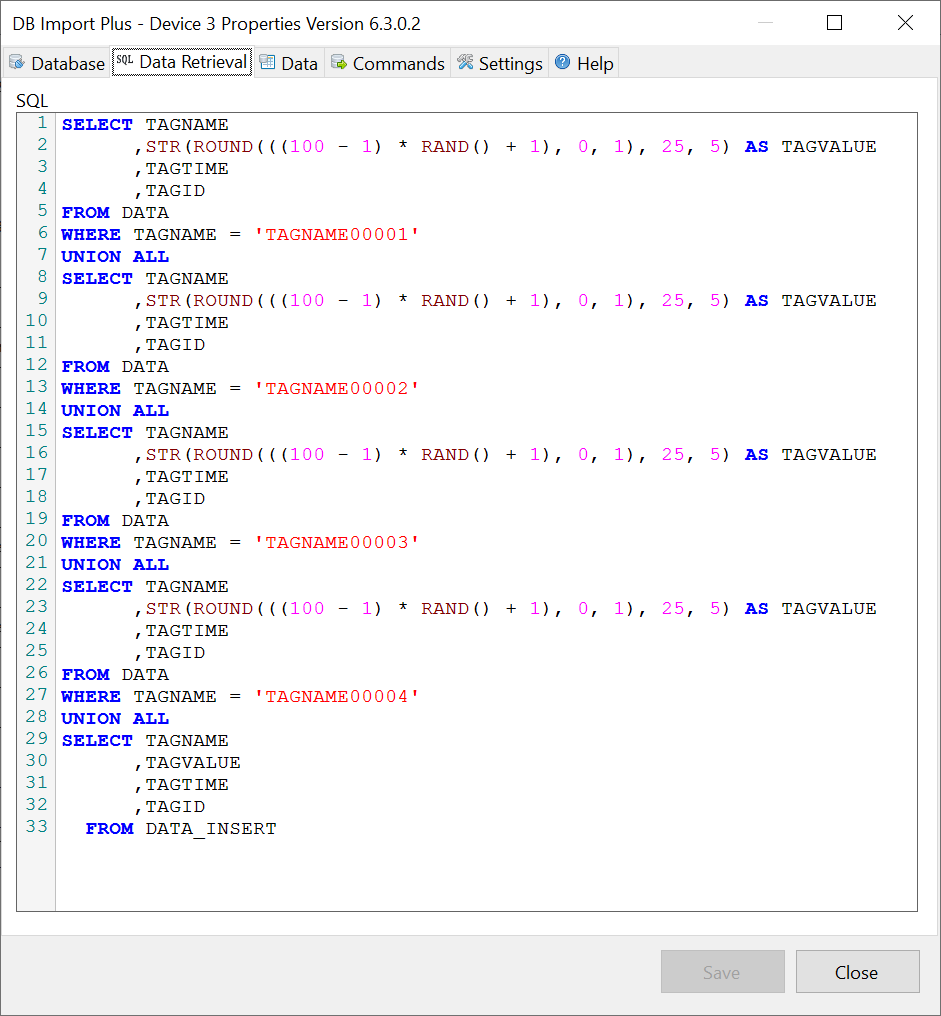 DB Import Plus - Device 3 Properties Version 6.3.0.2
Database SQL Data Retrieval Data Commands Settings Help
SQL
1 SELECT TAGNAME
2 ,STR(ROUND(((100 - 1) * RAND() + 1), 0, 1), 25, 5) AS TAGVALUE
3 ,TAGTIME
4 ,TAGID
5 FROM DATA
6 WHERE TAGNAME = 'TAGNAME00001'
7 UNION ALL
8 SELECT TAGNAME
9 ,STR(ROUND(((100 - 1) * RAND() + 1), 0, 1), 25, 5) AS TAGVALUE
10 ,TAGTIME
11 ,TAGID
12 FROM DATA
13 WHERE TAGNAME = 'TAGNAME00002'
14 UNION ALL
15 SELECT TAGNAME
16 ,STR(ROUND(((100 - 1) * RAND() + 1), 0, 1), 25, 5) AS TAGVALUE
17 ,TAGTIME
18 ,TAGID
19 FROM DATA
20 WHERE TAGNAME = 'TAGNAME00003'
21 UNION ALL
22 SELECT TAGNAME
23 ,STR(ROUND(((100 - 1) * RAND() + 1), 0, 1), 25, 5) AS TAGVALUE
24 ,TAGTIME
25 ,TAGID
26 FROM DATA
27 WHERE TAGNAME = 'TAGNAME00004'
28 UNION ALL
29 SELECT TAGNAME
30 ,TAGVALUE
31 ,TAGTIME
32 ,TAGID
33 FROM DATA_INSERT
Save Close